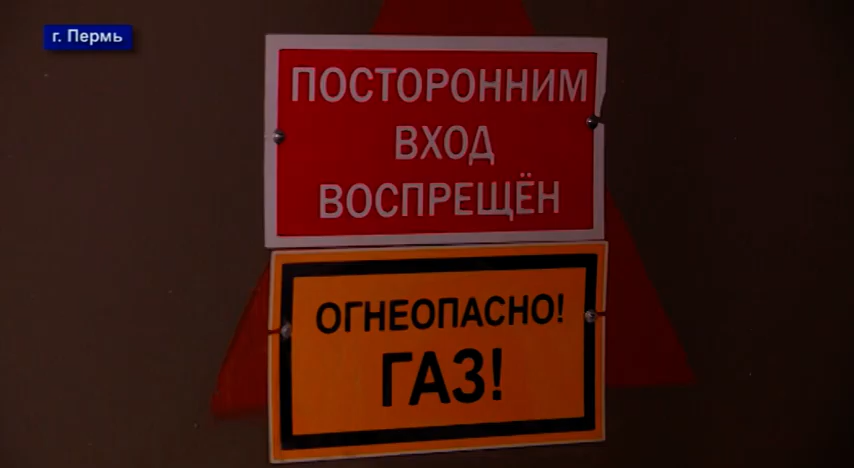 г. Пермь
ПОСТОРОННИМ
ВХОД
ВОСПРЕЩЁН
ОГНЕОПАСНО!
ГАЗ!